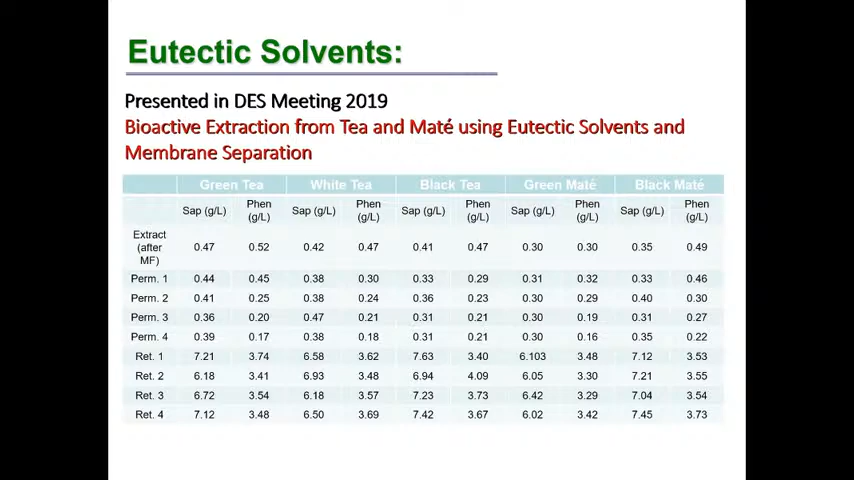 Eutectic Solvents:
Presented in DES Meeting 2019
Bioactive Extraction from Tea and Maté using Eutectic Solvents and
Membrane Separation
Green Tea White Tea Black Tea Green Maté Black Maté
Sap (g/L) Phen (g/L) Sap (g/L) Phen (g/L) Sap (g/L) Phen (g/L) Sap (g/L) Phen (g/L) Sap (g/L) Phen (g/L)
Extract (after MF) 0.47 0.52 0.42 0.47 0.41 0.47 0.30 0.30 0.35 0.49
Perm. 1 0.44 0.45 0.38 0.30 0.33 0.29 0.31 0.32 0.33 0.46
Perm. 2 0.41 0.25 0.38 0.24 0.36 0.23 0.30 0.29 0.40 0.30
Perm. 3 0.36 0.20 0.47 0.21 0.31 0.21 0.30 0.19 0.31 0.27
Perm. 4 0.39 0.17 0.38 0.18 0.31 0.21 0.30 0.16 0.35 0.22
Ret. 1 7.21 3.74 6.58 3.62 7.63 3.40 6.103 3.48 7.12 3.53
Ret. 2 6.18 3.41 6.93 3.48 6.94 4.09 6.05 3.30 7.21 3.55
Ret. 3 6.72 3.54 6.18 3.57 7.23 3.73 6.42 3.29 7.04 3.54
Ret. 4 7.12 3.48 6.50 3.69 7.42 3.67 6.02 3.42 7.45 3.73